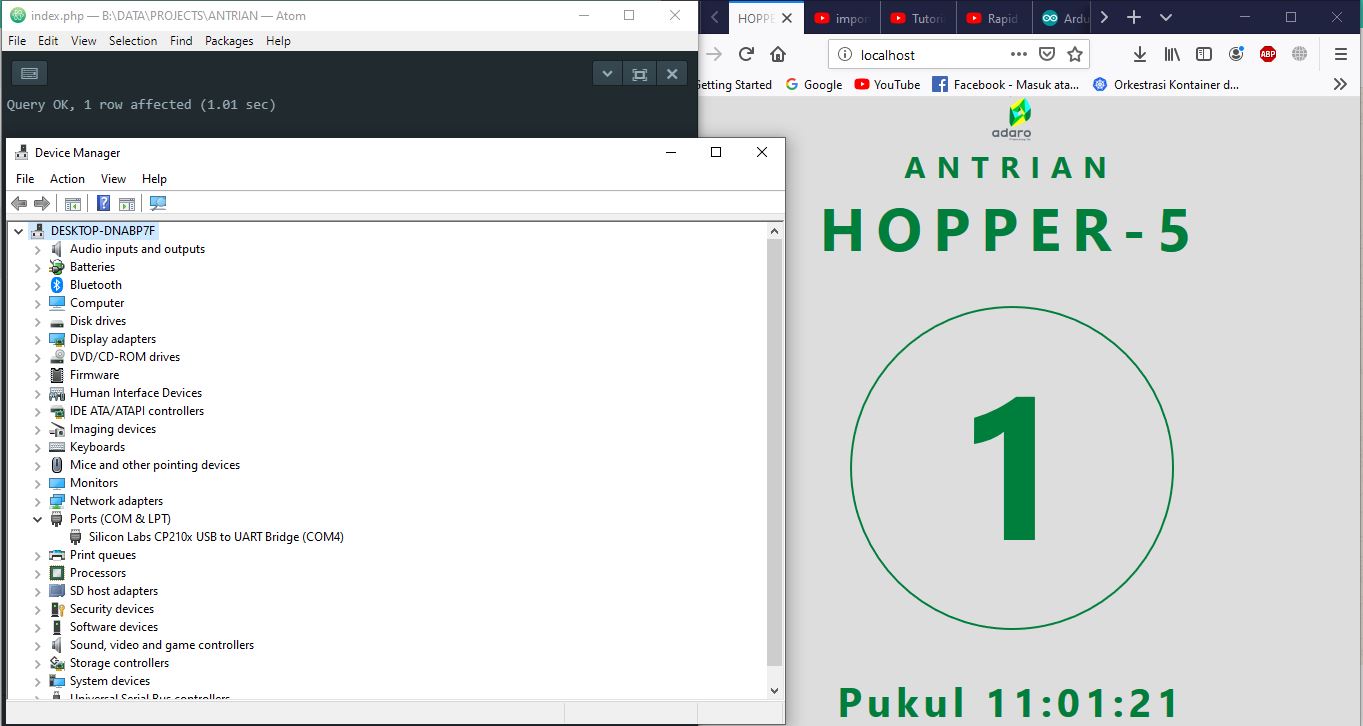 index.php — B:\DATA\PROJECTS\ANTRIAN — Atom
File Edit View Selection Find Packages Help
Query OK, 1 row affected (1.01 sec)
Device Manager
File Action View Help
DESKTOP-DNABP7F
Audio inputs and outputs
Batteries
Bluetooth
Computer
Disk drives
Display adapters
DVD/CD-ROM drives
Firmware
Human Interface Devices
IDE ATA/ATAPI controllers
Imaging devices
Keyboards
Mice and other pointing devices
Monitors
Network adapters
Ports (COM & LPT)
Silicon Labs CP210x USB to UART Bridge (COM4)
Print queues
Processors
SD host adapters
Security devices
Software devices
Sound, video and game controllers
Storage controllers
System devices
Universal Serial Bus controllers
HOPPE impor Tutori Rapid Ardu
localhost
ABP
etting Started Google YouTube Facebook - Masuk ata... Orkestrasi Kontainer d...
adaro
ANTRIAN
HOPPER-5
1
Pukul 11:01:21